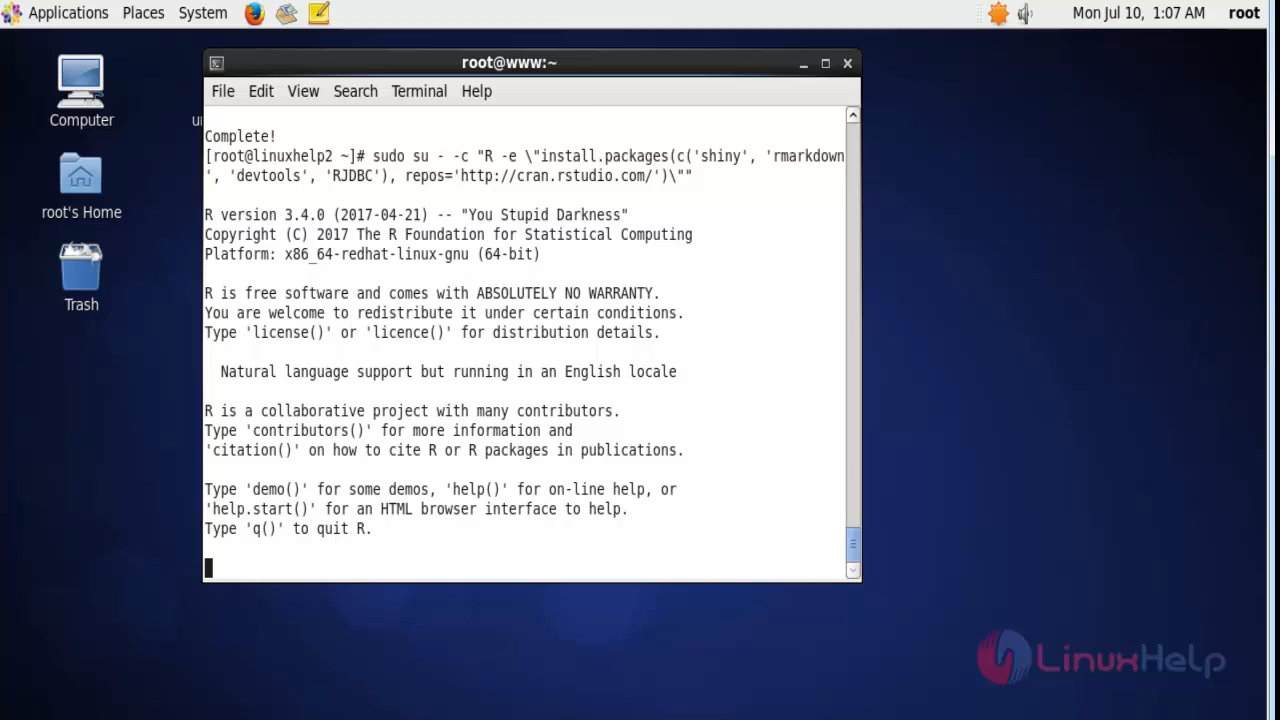 Applications Places System Mon Jul 10, 1:07 AM root
root@www:~
File Edit View Search Terminal Help
Computer
root's Home
Trash
Complete!
[root@linuxhelp2 ~]# sudo su - -c "R -e \"install.packages(c('shiny', 'rmarkdown
', 'devtools', 'RJDBC'), repos='http://cran.rstudio.com/')\""
R version 3.4.0 (2017-04-21) -- "You Stupid Darkness"
Copyright (C) 2017 The R Foundation for Statistical Computing
Platform: x86_64-redhat-linux-gnu (64-bit)
R is free software and comes with ABSOLUTELY NO WARRANTY.
You are welcome to redistribute it under certain conditions.
Type 'license()' or 'licence()' for distribution details.
Natural language support but running in an English locale
R is a collaborative project with many contributors.
Type 'contributors()' for more information and
'citation()' on how to cite R or R packages in publications.
Type 'demo()' for some demos, 'help()' for on-line help, or
'help.start()' for an HTML browser interface to help.
Type 'q()' to quit R.
LinuxHelp